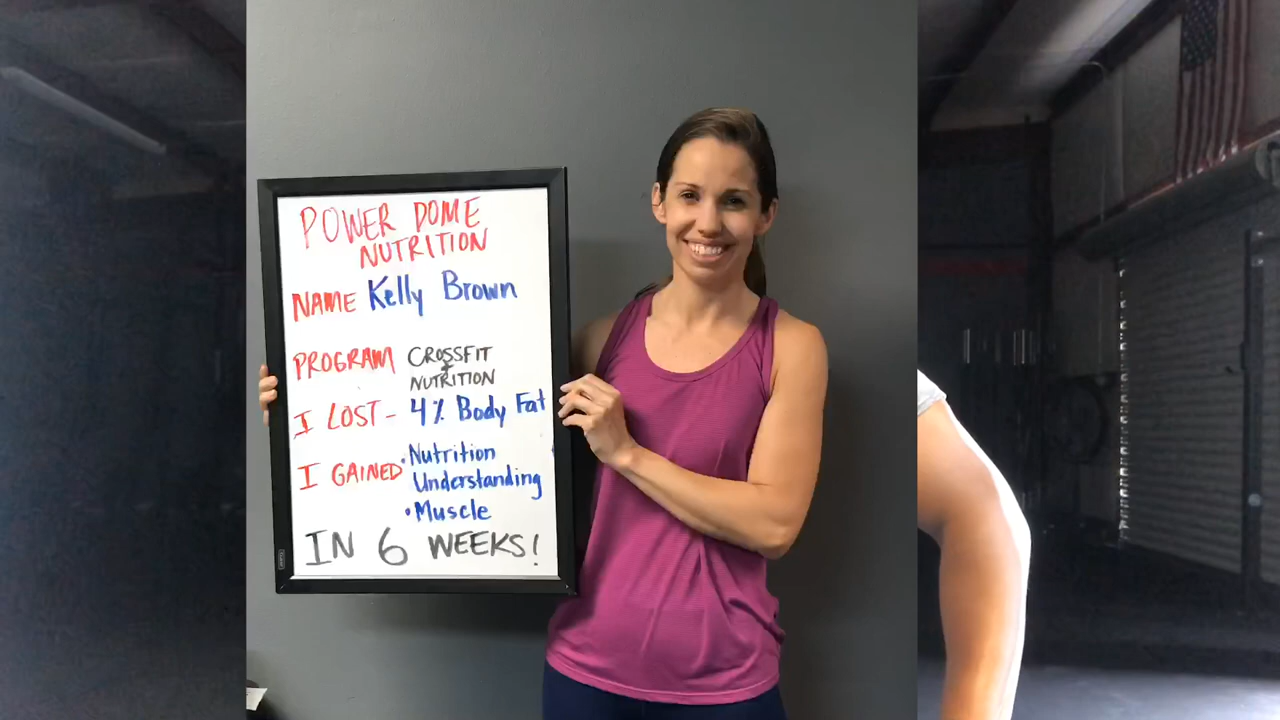 POWER DOME
NUTRITION
NAME Kelly Brown
PROGRAM CROSSFIT
+
NUTRITION
I LOST - 4% Body Fat
I GAINED • Nutrition
Understanding
• Muscle
IN 6 WEEKS!